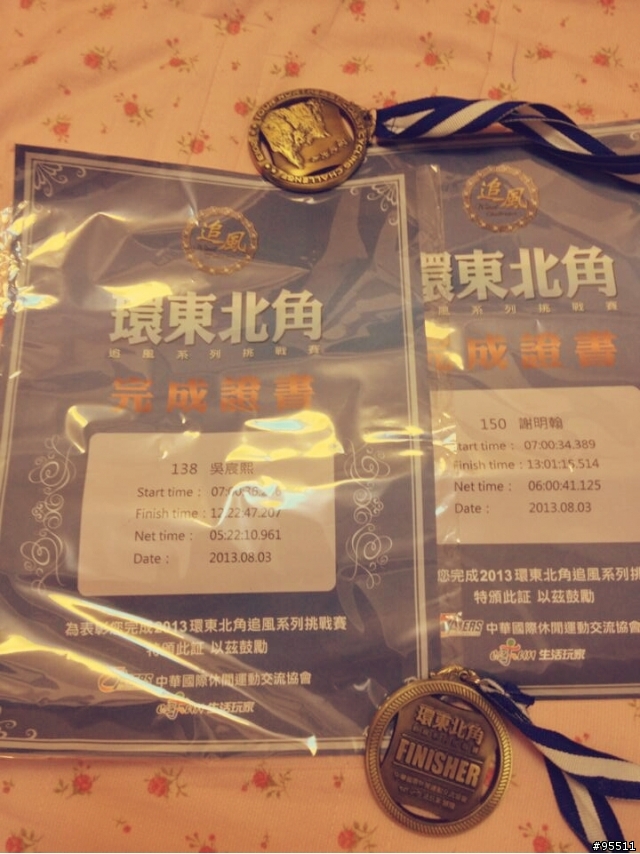 CYCLING CHALLENGE
追風
環東北角
追風系列挑戰賽
完成證書
138 吳宸熙
Start time：
Finish time：12:22:47.207
Net time：05:22:10.961
Date：2013.08.03
為表彰您完成2013環東北角追風系列挑戰賽
特頒此証 以茲鼓勵
中華國際休閒運動交流協會
生活玩家
追風
環東北角
風系列挑戰賽
成證書
150 謝明翰
Start time：07:00:34.389
Finish time：13:01:15.514
Net time：06:00:41.125
2013.08.03
您完成2013環東北角追風系列挑
特頒此証 以茲鼓勵
中華國際休閒運動交流協會
生活玩家
環東北角
FINISHER
#95511